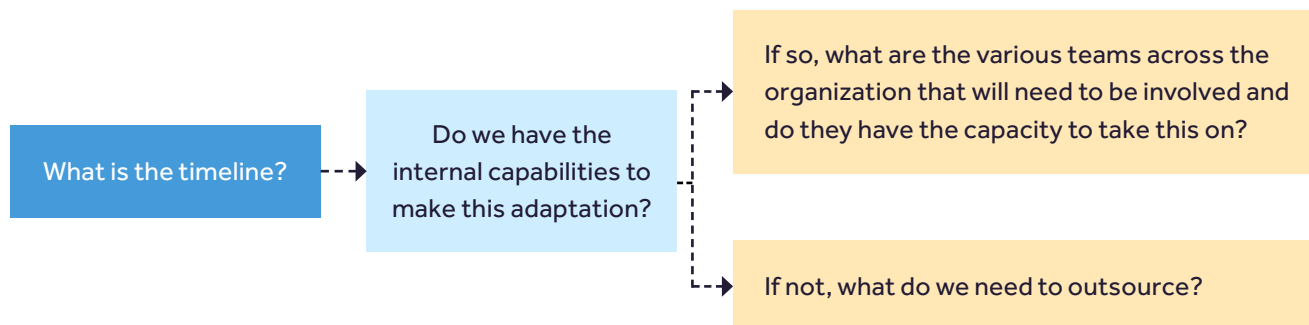 What is the timeline?
Do we have the
internal capabilities to
make this adaptation?
If so, what are the various teams across the
organization that will need to be involved and
do they have the capacity to take this on?
If not, what do we need to outsource?